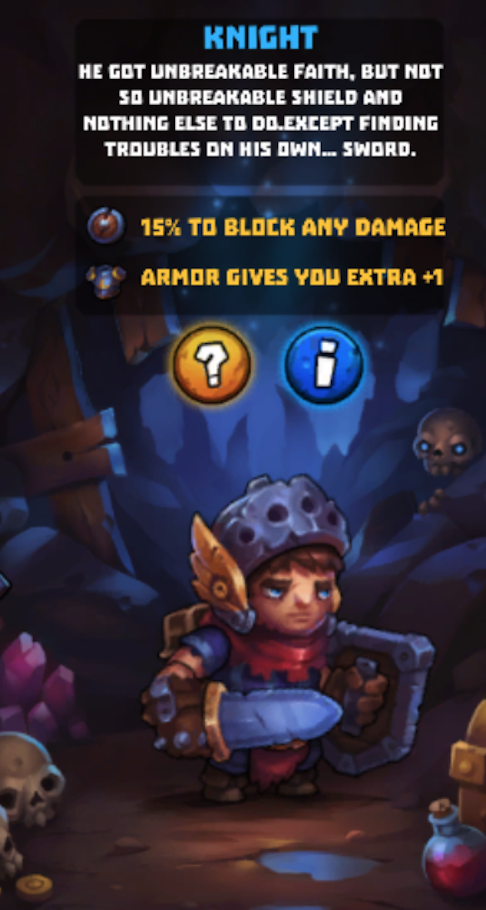 KNIGHT
HE GOT UNBREAKABLE FAITH, BUT NOT
SO UNBREAKABLE SHIELD AND
NOTHING ELSE TO DO.EXCEPT FINDING
TROUBLES ON HIS OWN... SWORD.
15% TO BLOCK ANY DAMAGE
ARMOR GIVES YOU EXTRA +1
? i